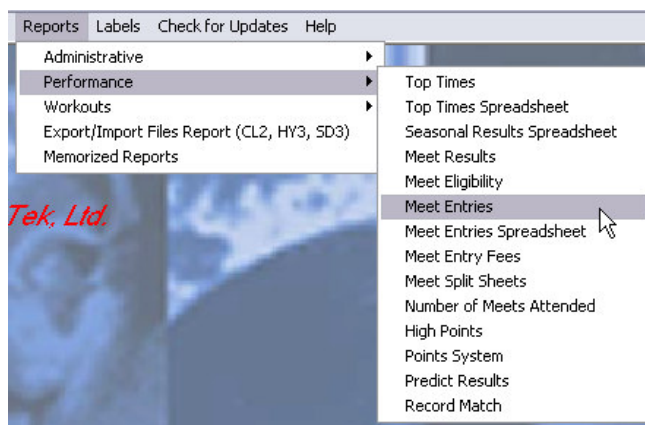 Reports Labels Check for Updates Help
Administrative
Performance
Workouts
Export/Import Files Report (CL2, HY3, SD3)
Memorized Reports
Top Times
Top Times Spreadsheet
Seasonal Results Spreadsheet
Meet Results
Meet Eligibility
Meet Entries
Meet Entries Spreadsheet
Meet Entry Fees
Meet Split Sheets
Number of Meets Attended
High Points
Points System
Predict Results
Record Match
Tek, Ltd.